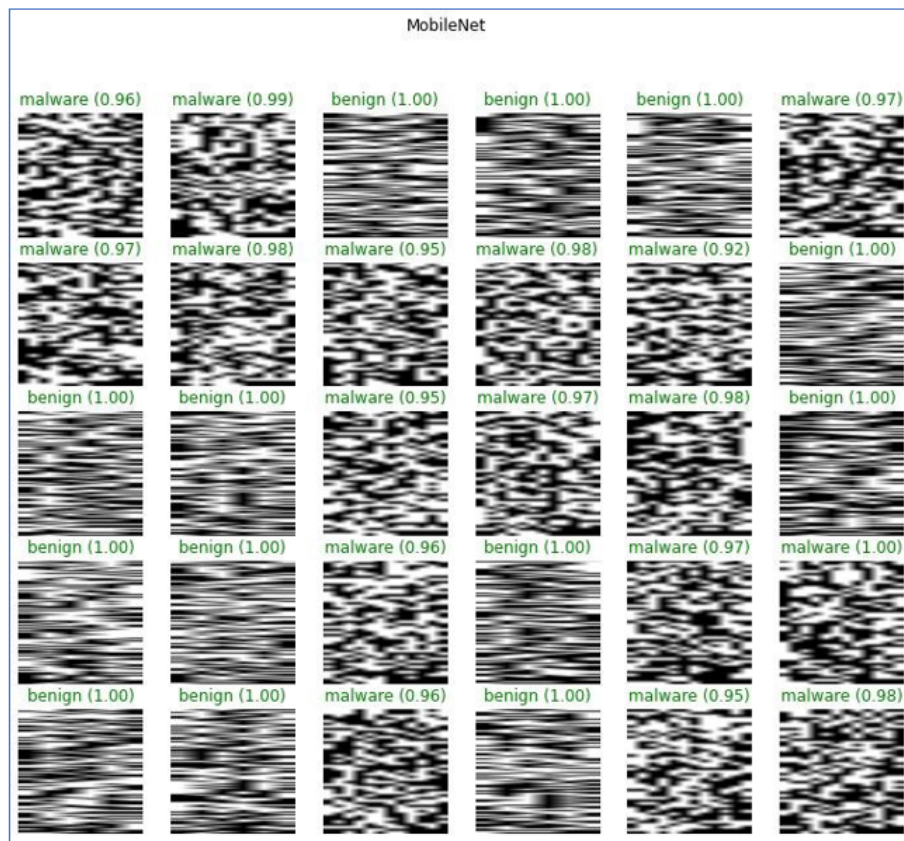 MobileNet
malware (0.96) malware (0.99) benign (1.00) benign (1.00) benign (1.00) malware (0.97)
malware (0.97) malware (0.98) malware (0.95) malware (0.98) malware (0.92) benign (1.00)
benign (1.00) benign (1.00) malware (0.95) malware (0.97) malware (0.98) benign (1.00)
benign (1.00) benign (1.00) malware (0.96) benign (1.00) malware (0.97) malware (1.00)
benign (1.00) benign (1.00) malware (0.96) benign (1.00) malware (0.95) malware (0.98)